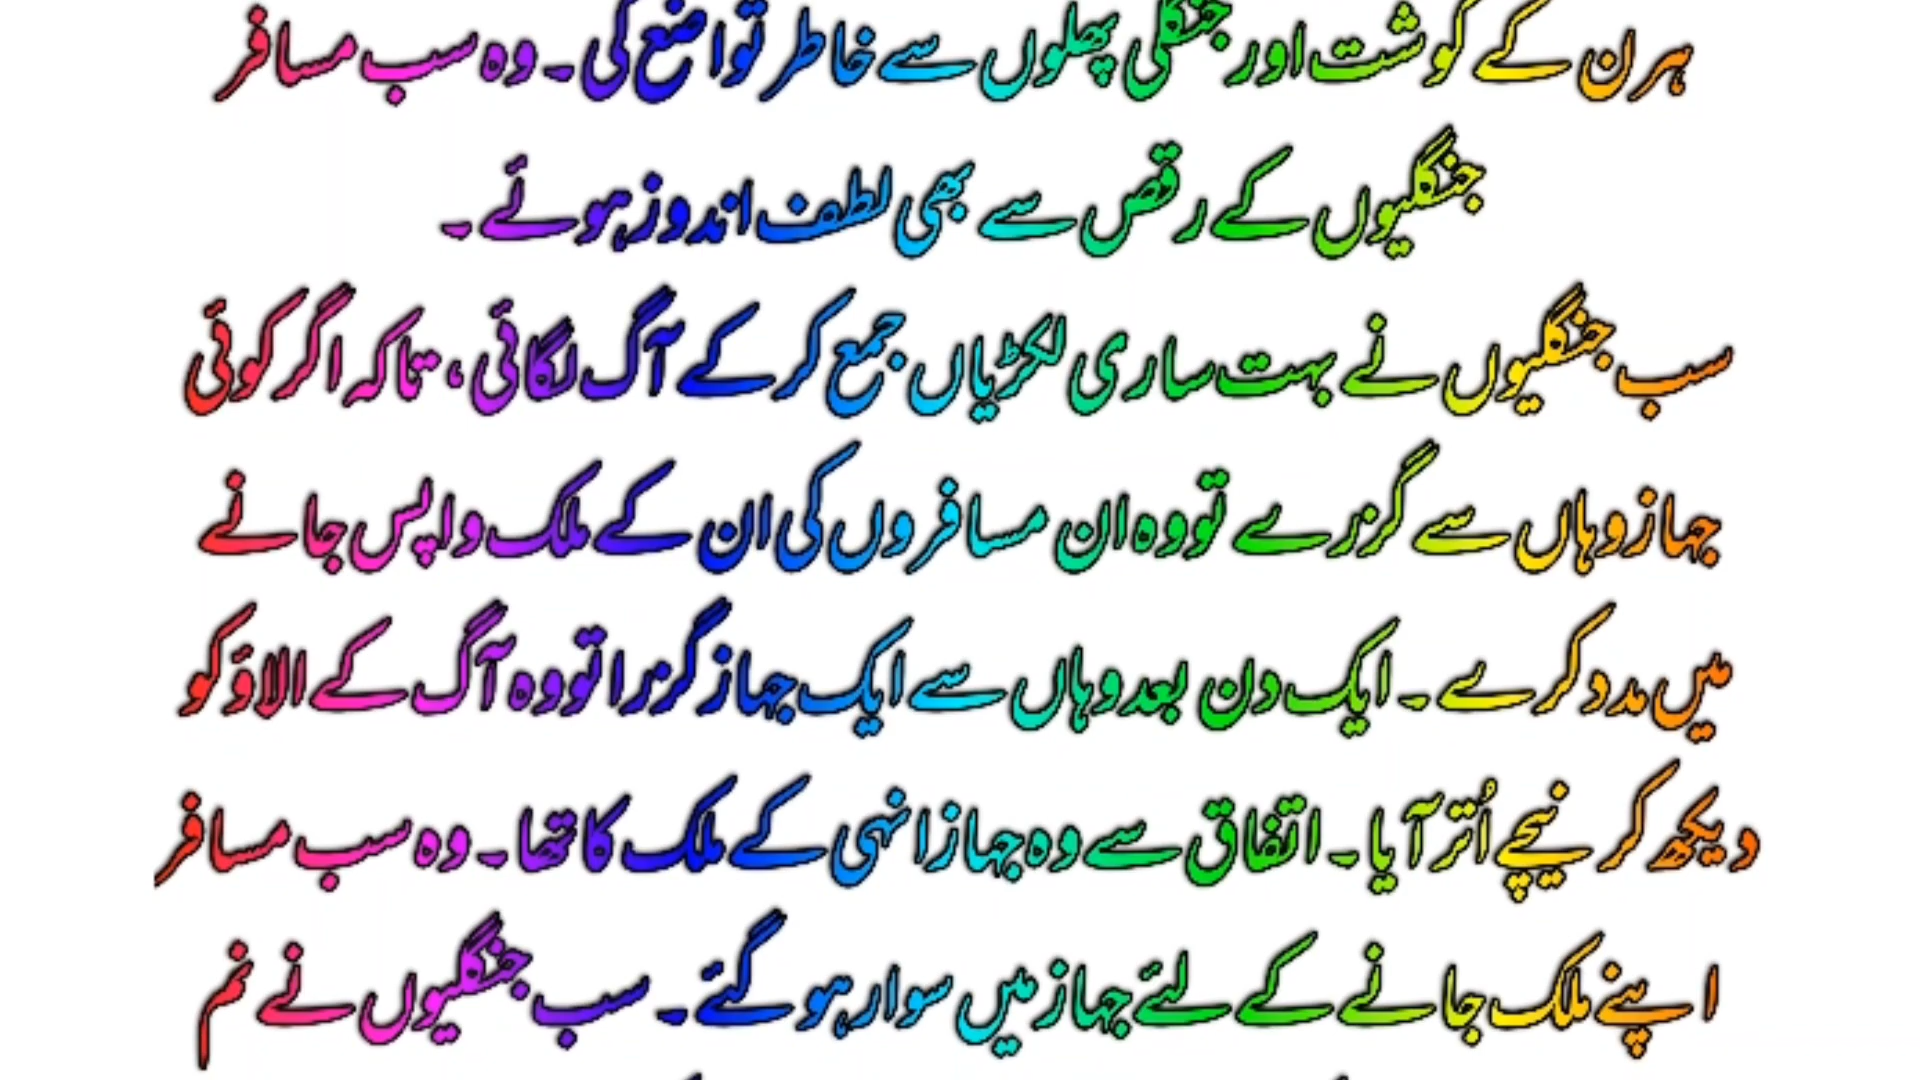 ہرن کے گوشت اور جنگلی پھلوں سے خاطر تواضع کی ۔ وہ سب مسافر
جنگلیوں کے رقص سے بھی لطف اندوز ہوئے ۔
سب جنگلیوں نے بہت ساری لکڑیاں جمع کر کے آگ لگائی ، تاکہ اگر کوئی
جہاز وہاں سے گزرے تو وہ ان مسافروں کی ان کے ملک واپس جانے
میں مدد کرے ۔ ایک دن بعد وہاں سے ایک جہاز گزرا تو وہ آگ کے الاؤ کو
دیکھ کر نیچے اُتر آیا ۔ اتفاق سے وہ جہاز انہی کے ملک کا تھا ۔ وہ سب مسافر
اپنے ملک جانے کے لئے جہاز میں سوار ہو گئے ۔ سب جنگلیوں نے نم